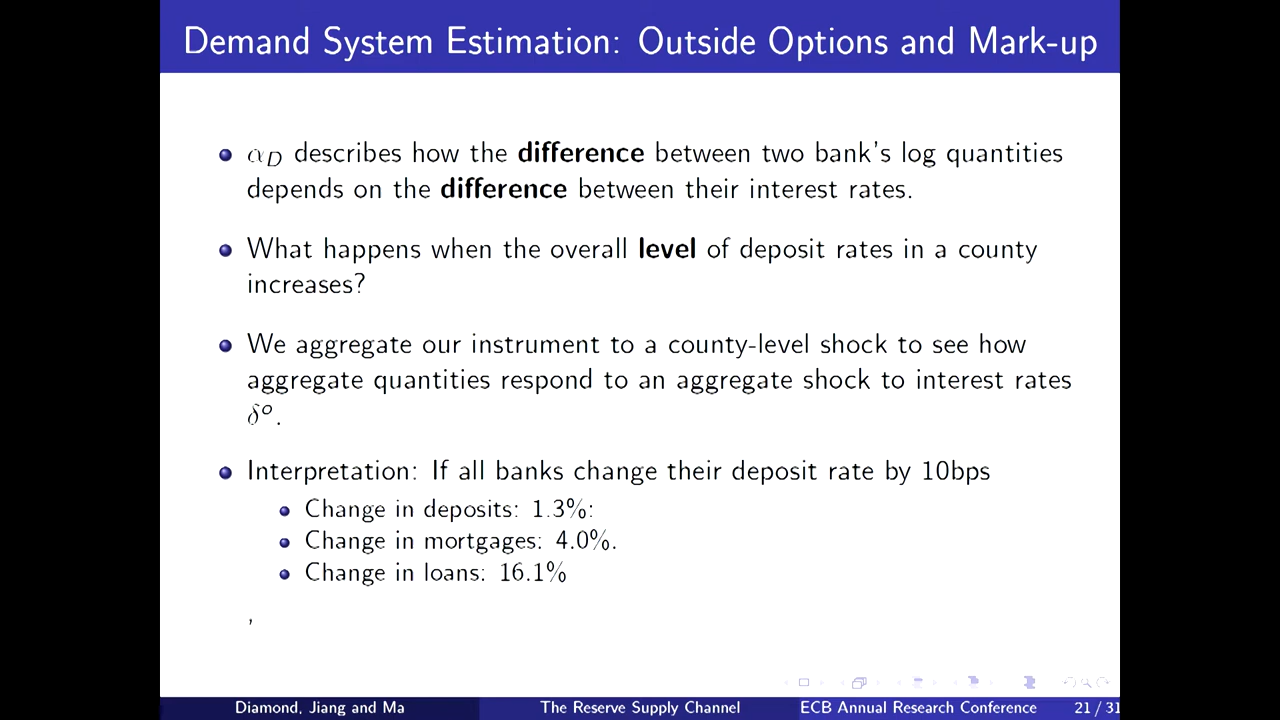 Demand System Estimation: Outside Options and Mark-up
α_D describes how the difference between two bank's log quantities
depends on the difference between their interest rates.
What happens when the overall level of deposit rates in a county
increases?
We aggregate our instrument to a county-level shock to see how
aggregate quantities respond to an aggregate shock to interest rates
δ^o.
Interpretation: If all banks change their deposit rate by 10bps
Change in deposits: 1.3%:
Change in mortgages: 4.0%.
Change in loans: 16.1%
,
Diamond, Jiang and Ma The Reserve Supply Channel ECB Annual Research Conference 21 / 31